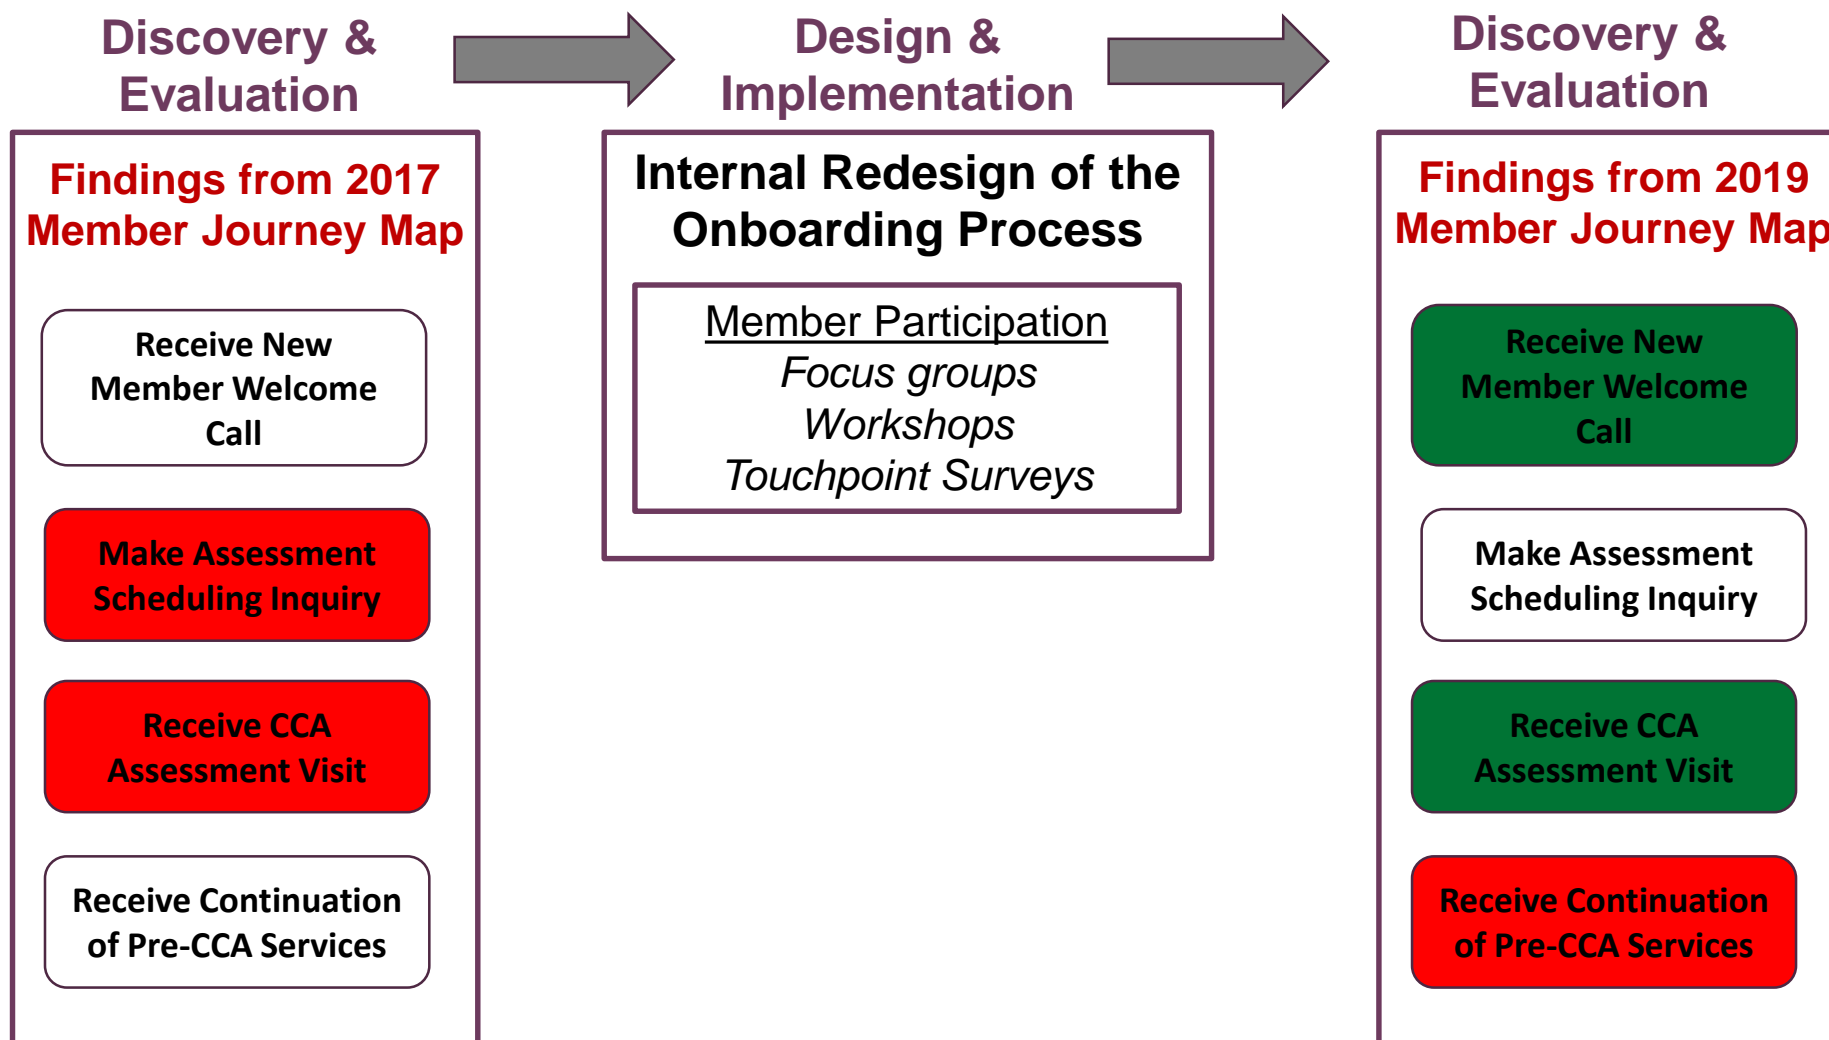 Discovery &
Evaluation
Design &
Implementation
Discovery &
Evaluation
Findings from 2017
Member Journey Map
Receive New
Member Welcome
Call
Make Assessment
Scheduling Inquiry
Receive CCA
Assessment Visit
Receive Continuation
of Pre-CCA Services
Internal Redesign of the
Onboarding Process
Member Participation
Focus groups
Workshops
Touchpoint Surveys
Findings from 2019
Member Journey Map
Receive New
Member Welcome
Call
Make Assessment
Scheduling Inquiry
Receive CCA
Assessment Visit
Receive Continuation
of Pre-CCA Services